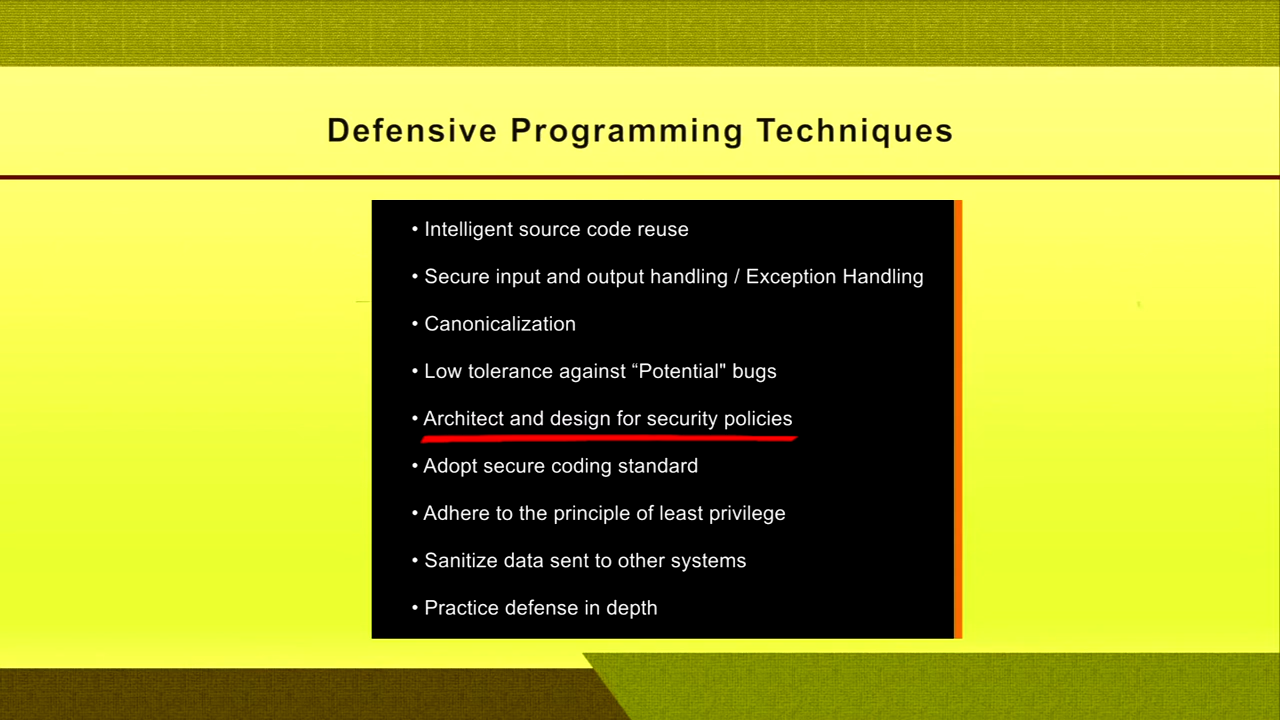 Defensive Programming Techniques
• Intelligent source code reuse
• Secure input and output handling / Exception Handling
• Canonicalization
• Low tolerance against “Potential" bugs
• Architect and design for security policies
• Adopt secure coding standard
• Adhere to the principle of least privilege
• Sanitize data sent to other systems
• Practice defense in depth